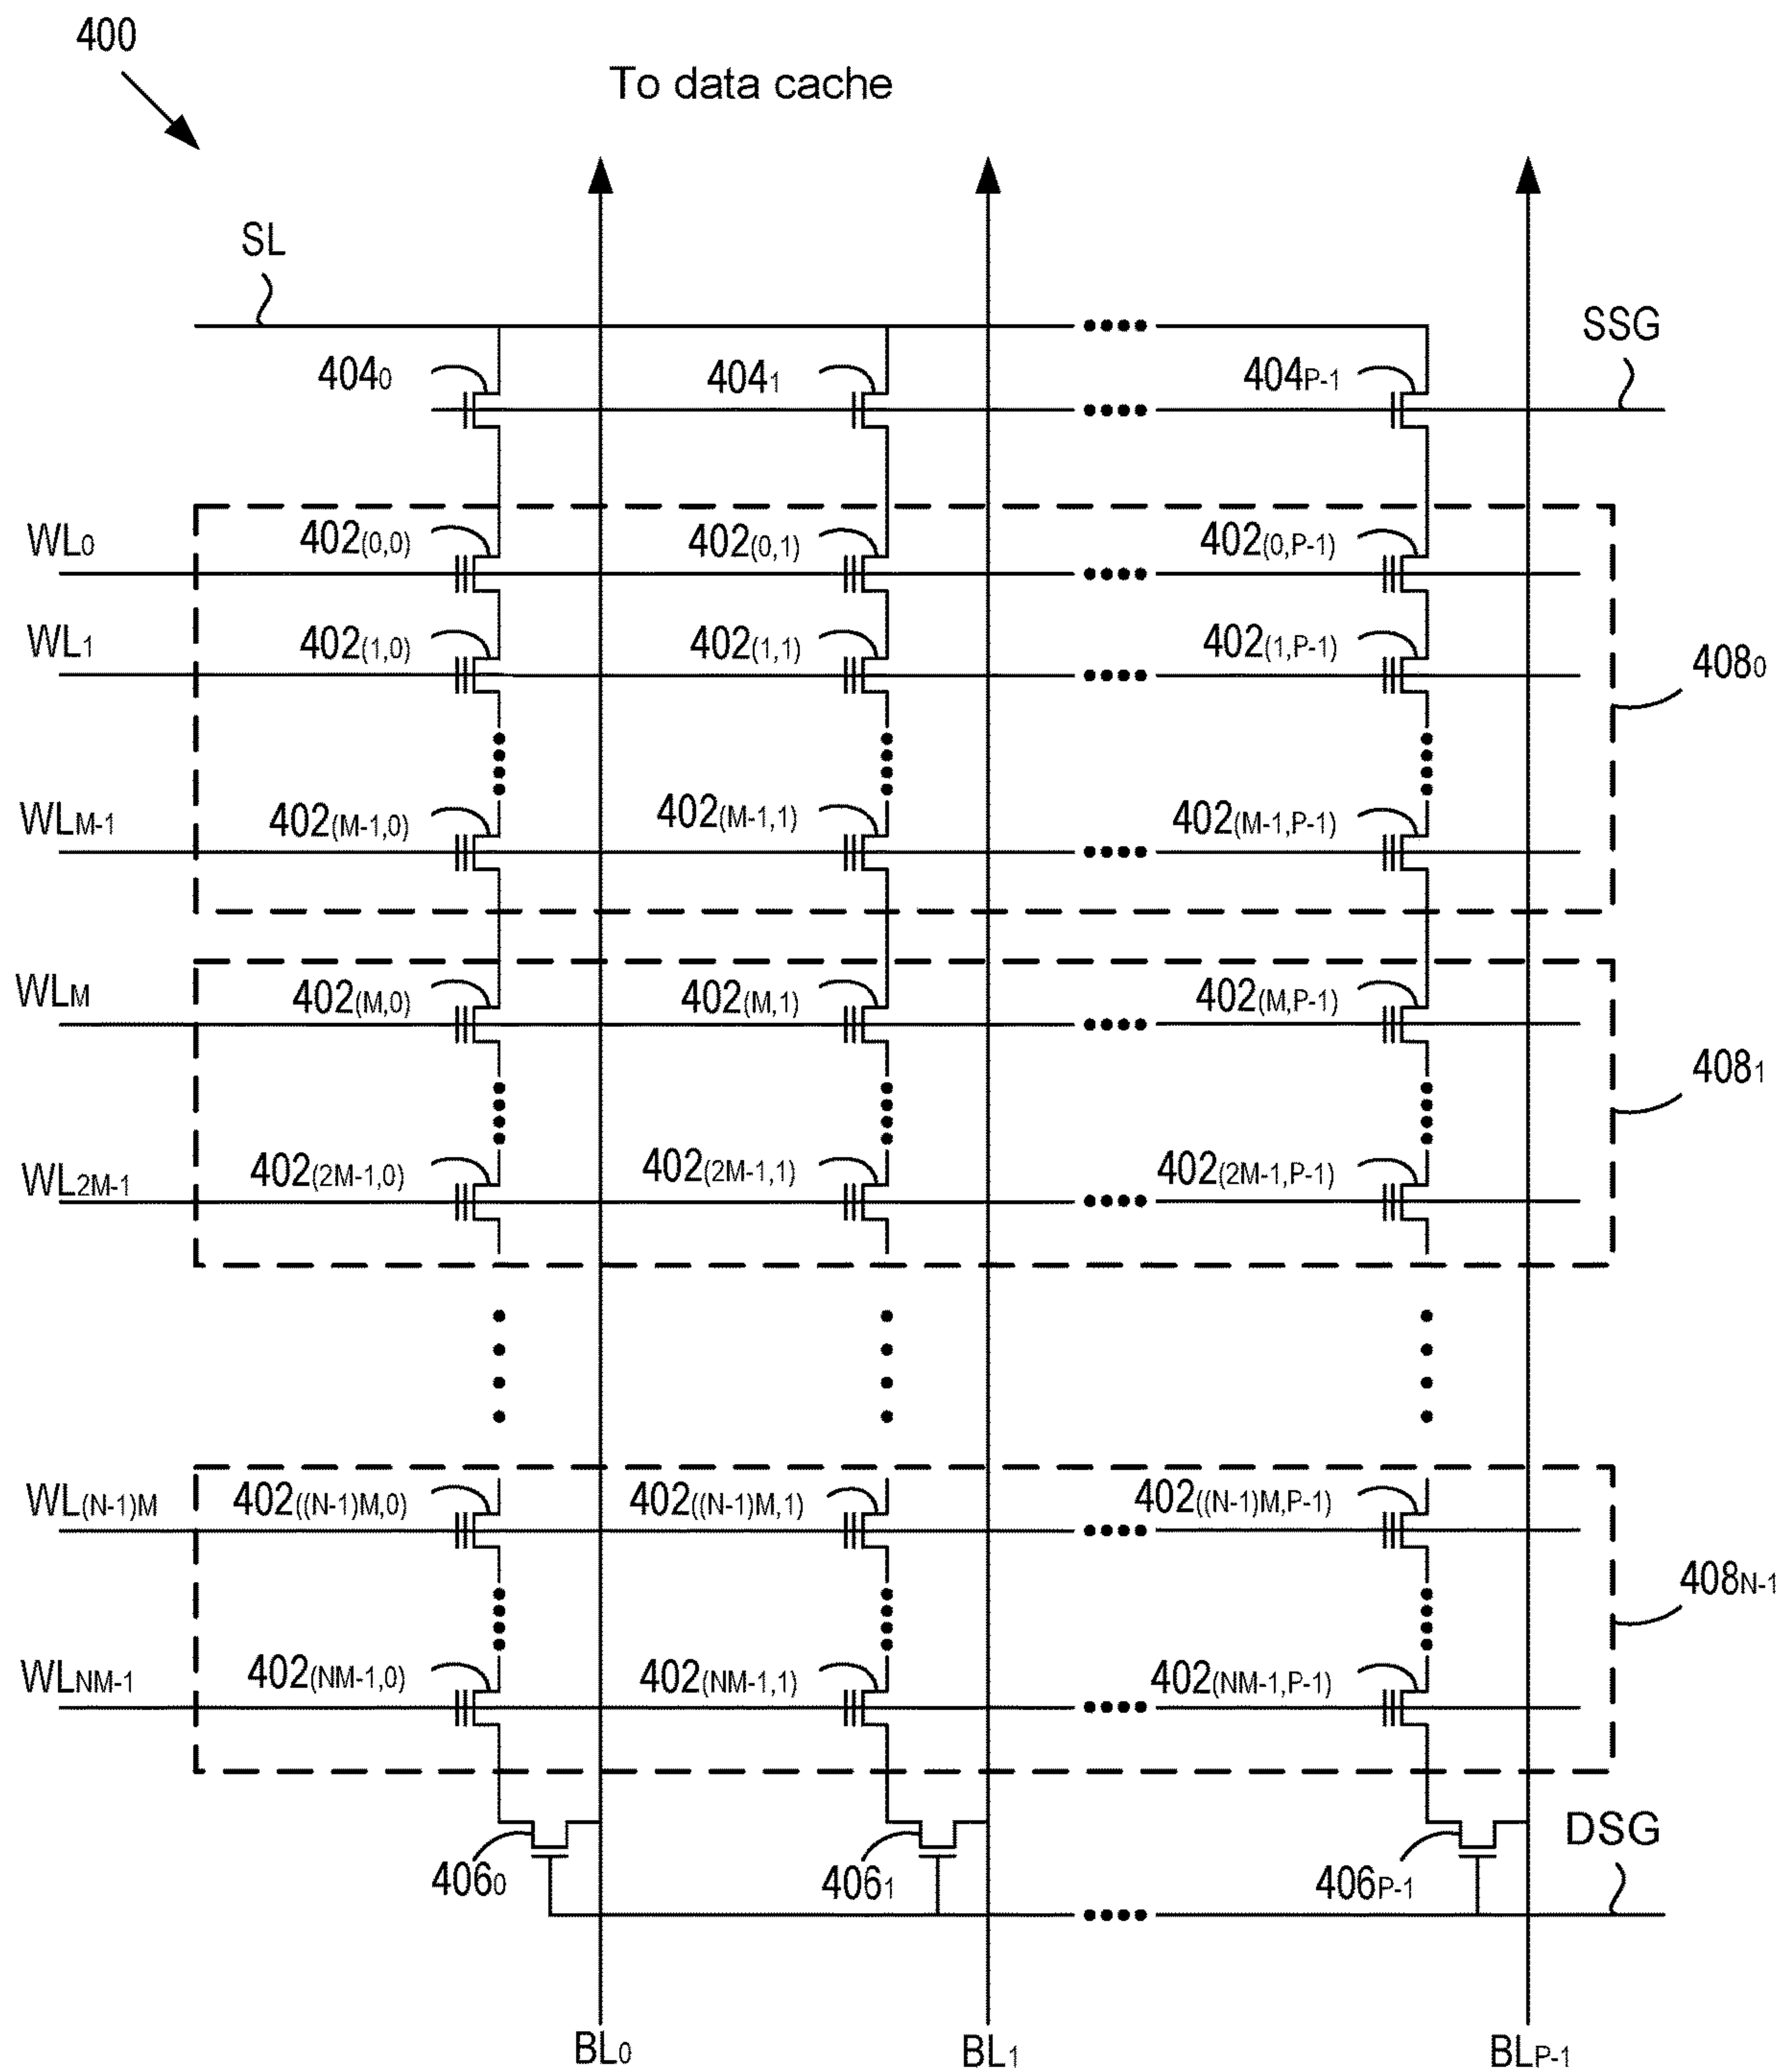 400
To data cache
SL
SSG
404₀ 404₁ 404P-1
WL₀ 402(0,0) 402(0,1) 402(0,P-1)
WL₁ 402(1,0) 402(1,1) 402(1,P-1)
408₀
WLM-1 402(M-1,0) 402(M-1,1) 402(M-1,P-1)
WLM 402(M,0) 402(M,1) 402(M,P-1)
408₁
WL2M-1 402(2M-1,0) 402(2M-1,1) 402(2M-1,P-1)
WL(N-1)M 402((N-1)M,0) 402((N-1)M,1) 402((N-1)M,P-1)
408N-1
WLNM-1 402(NM-1,0) 402(NM-1,1) 402(NM-1,P-1)
DSG
406₀ 406₁ 406P-1
BL₀ BL₁ BLP-1